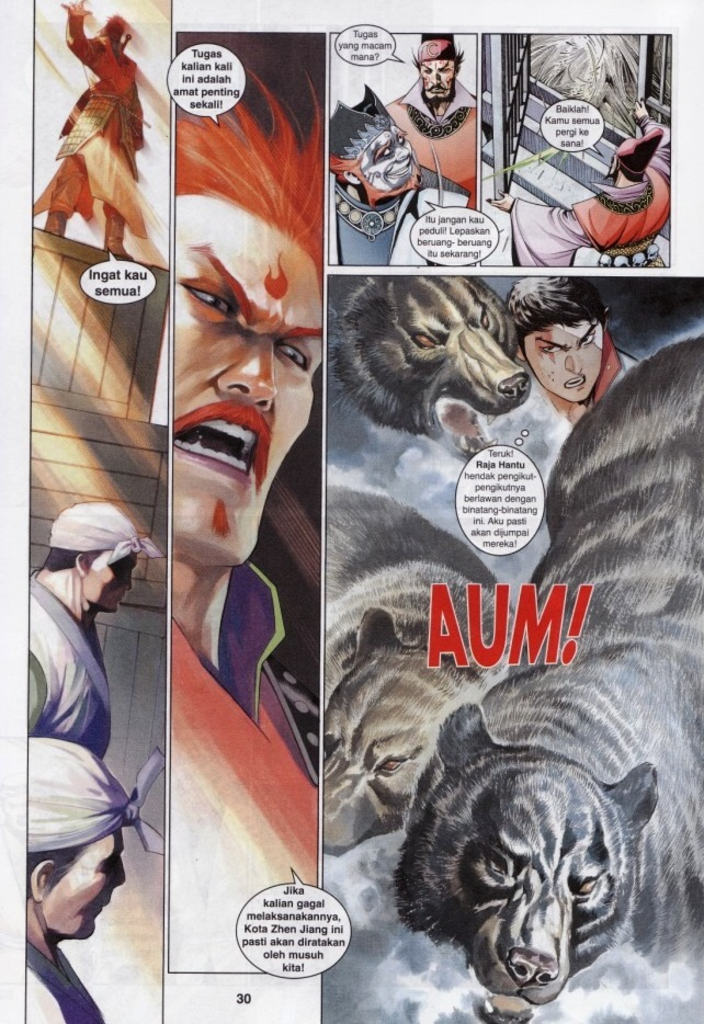 Ingat kau
semua!
Tugas
kalian kali
ini adalah
amat penting
sekali!
Jika
kalian gagal
melaksanakannya,
Kota Zhen Jiang ini
pasti akan diratakan
oleh musuh
kita!
Tugas
yang macam
mana?
Itu jangan kau
peduli! Lepaskan
beruang- beruang
itu sekarang!
Baiklah!
Kamu semua
pergi ke
sana!
Teruk!
Raja Hantu
hendak pengikut-
pengikutnya
berlawan dengan
binatang-binatang
ini. Aku pasti
akan dijumpai
mereka!
AUM!
30